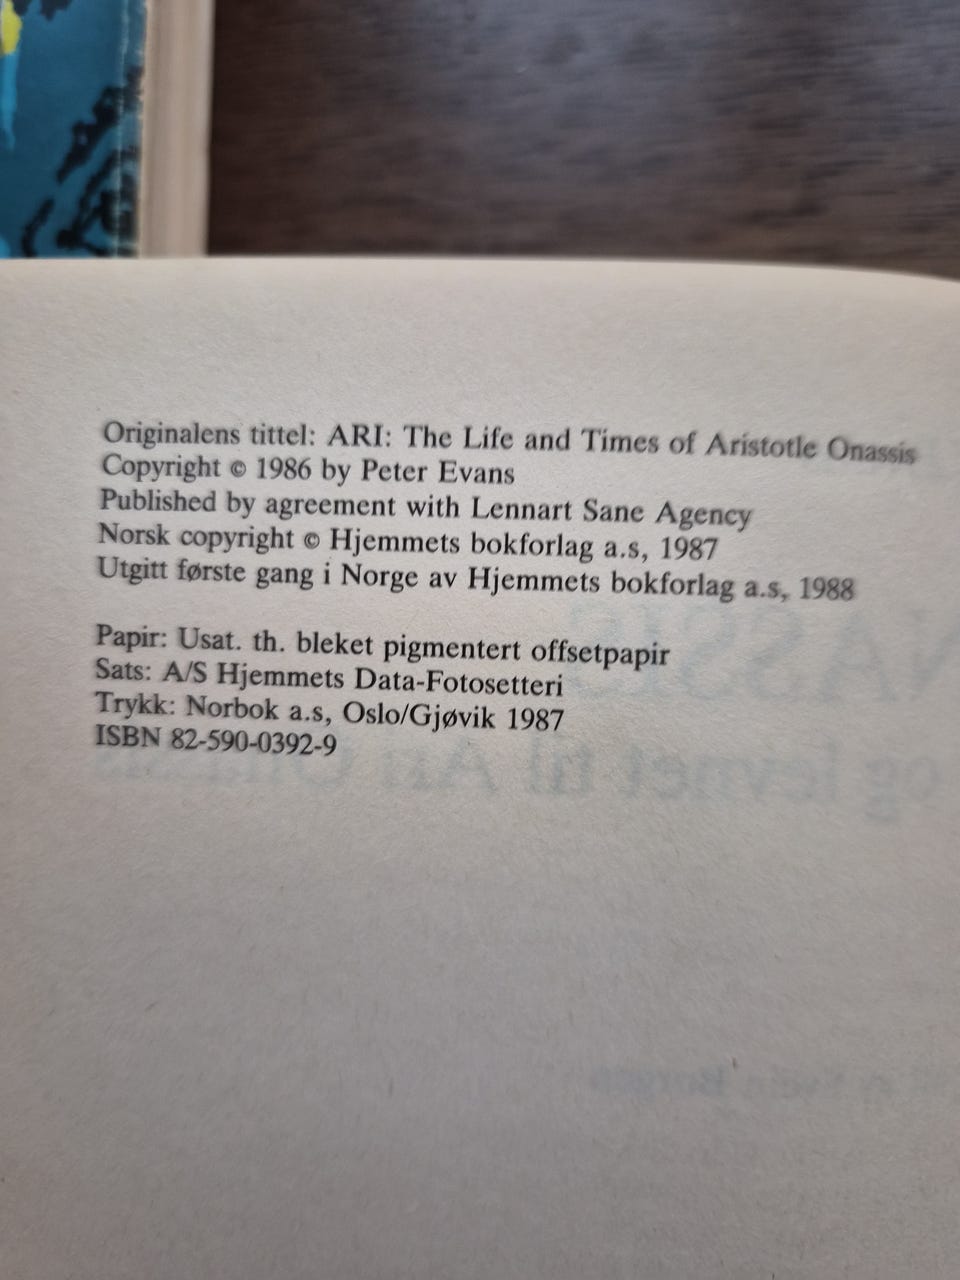 Originalens tittel: ARI: The Life and Times of Aristotle Onassis
Copyright © 1986 by Peter Evans
Published by agreement with Lennart Sane Agency
Norsk copyright © Hjemmets bokforlag a.s, 1987
Utgitt første gang i Norge av Hjemmets bokforlag a.s, 1988
Papir: Usat. th. bleket pigmentert offsetpapir
Sats: A/S Hjemmets Data-Fotosetteri
Trykk: Norbok a.s, Oslo/Gjøvik 1987
ISBN 82-590-0392-9